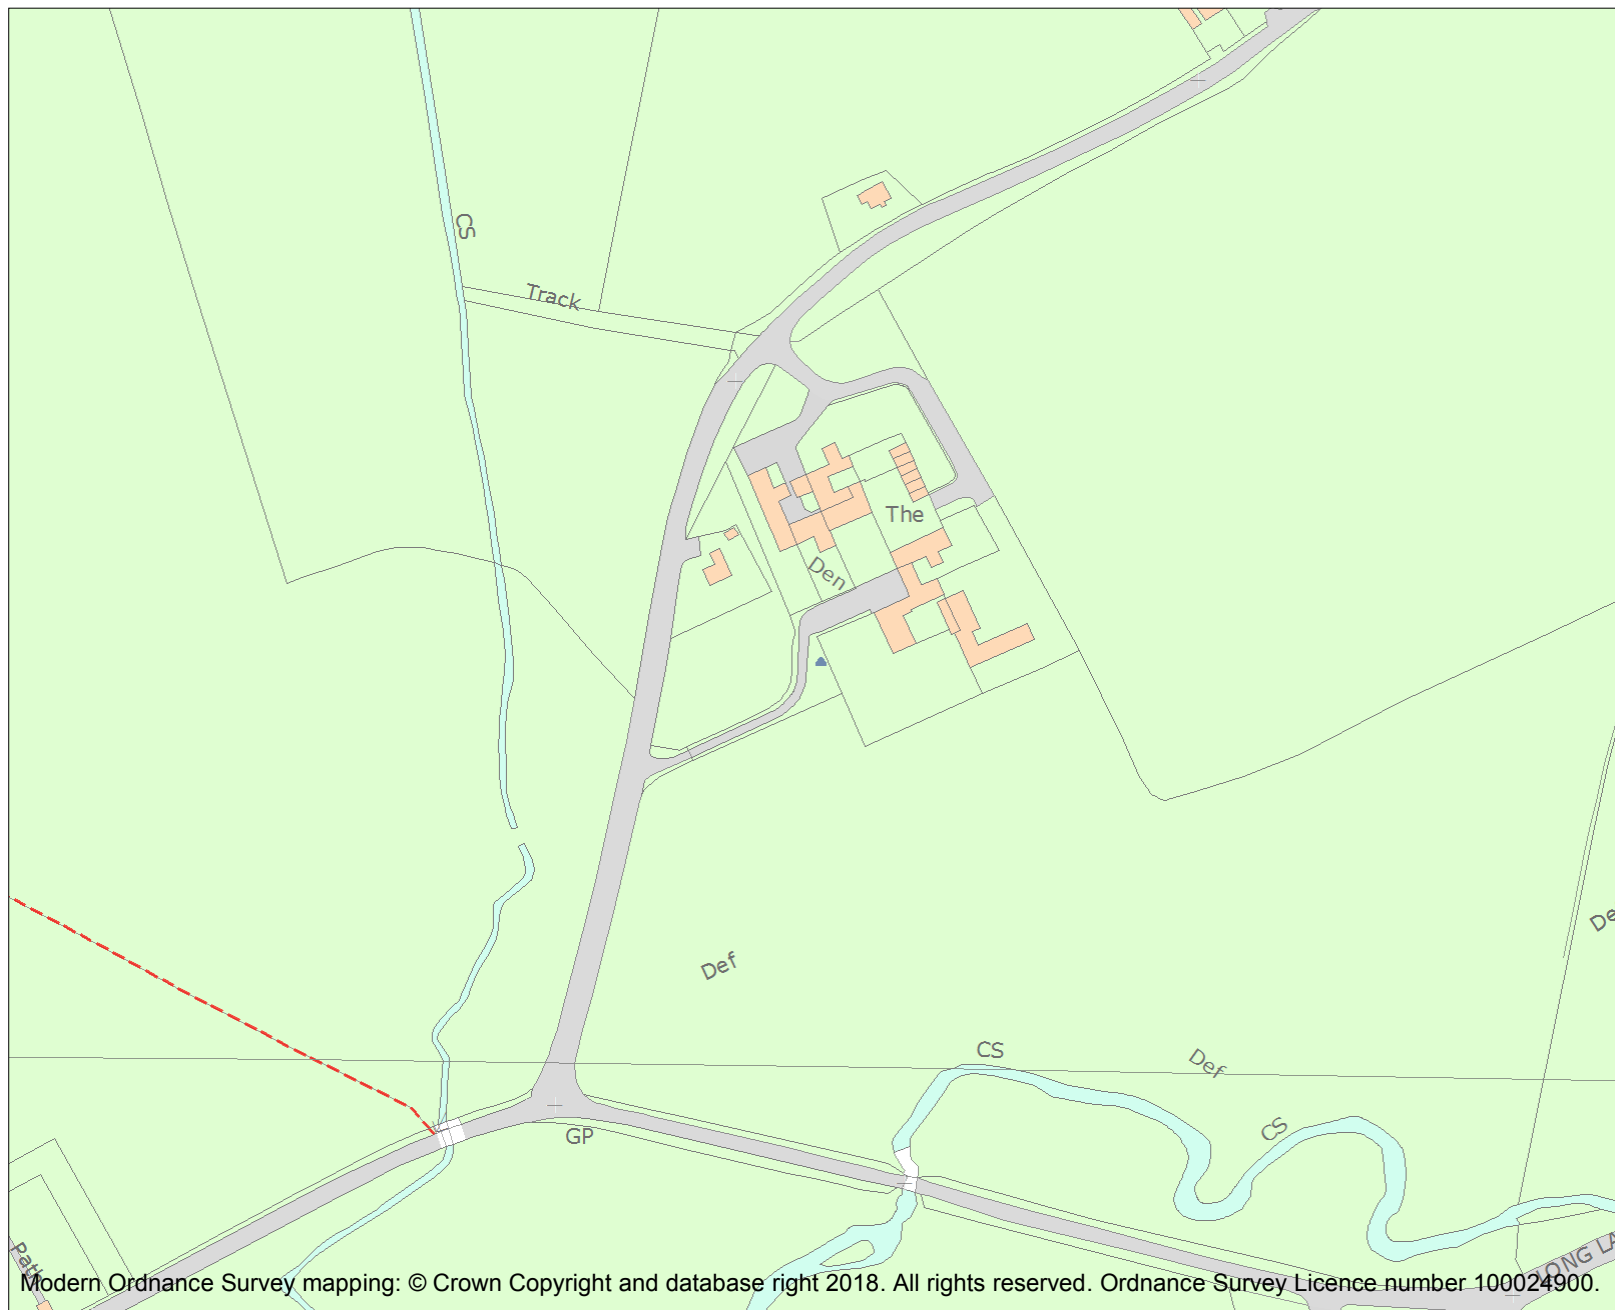 CS
Track
The
Den
Def
De
CS
Def
CS
GP
Path
LONG LA
Modern Ordnance Survey mapping: © Crown Copyright and database right 2018. All rights reserved. Ordnance Survey Licence number 100024900.